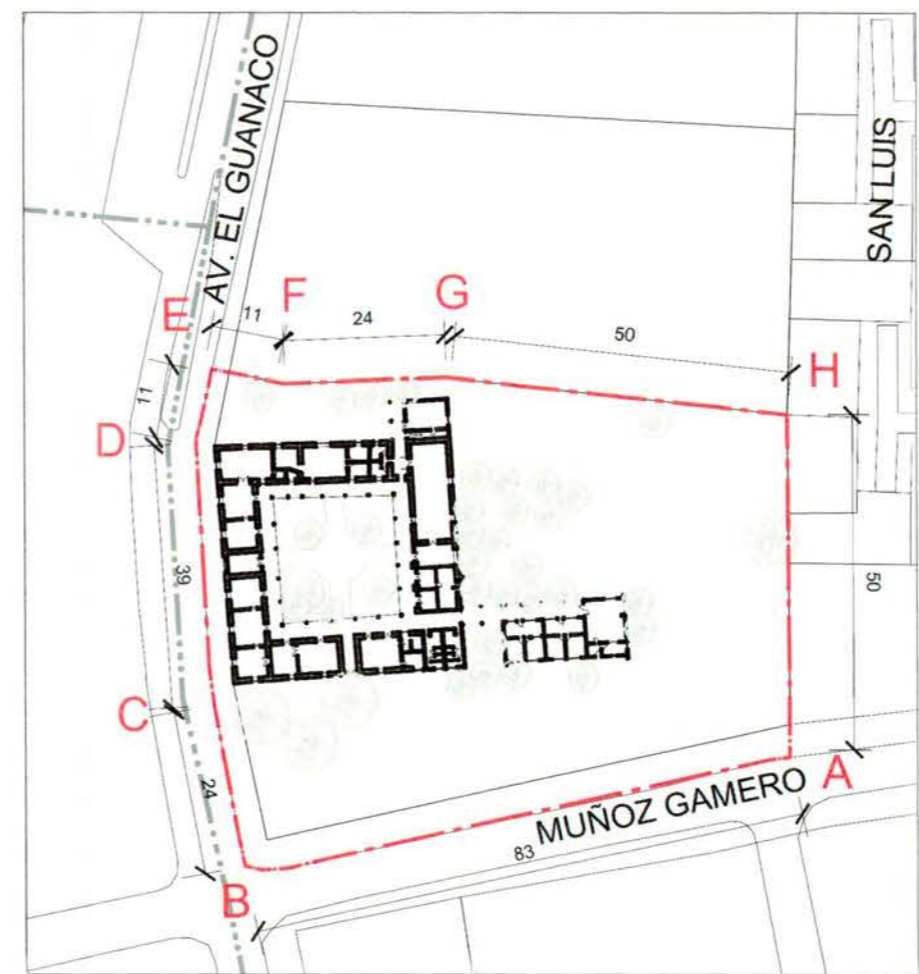 AV. EL GUANACO
SAN LUIS
E
11
F
24
G
50
H
11
D
39
50
C
24
A
MUÑOZ GAMERO
83
B